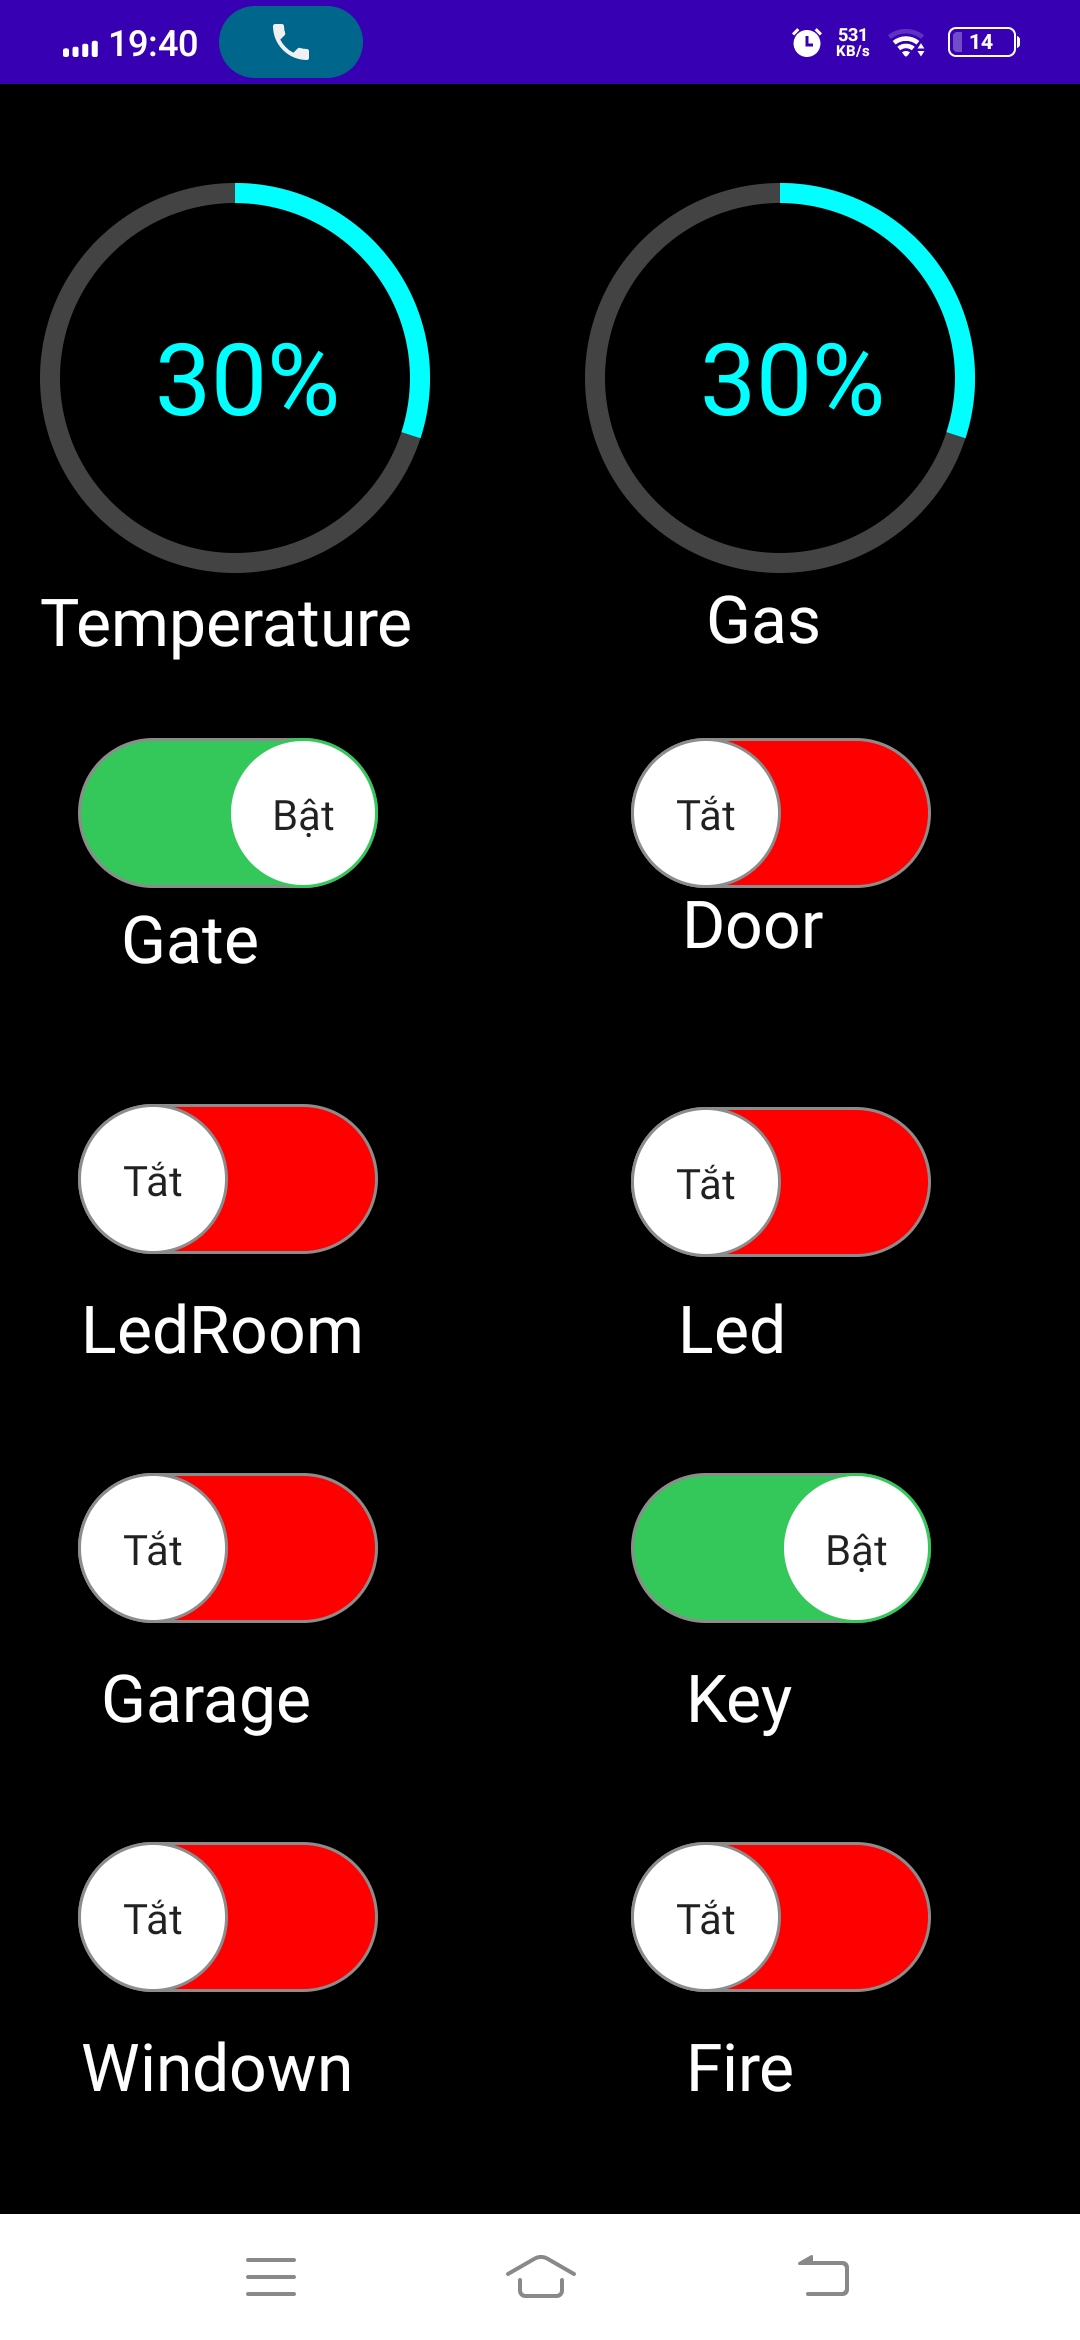 19:40
531
KB/s
14
30%
30%
Temperature
Gas
Bật
Tắt
Gate
Door
Tắt
Tắt
LedRoom
Led
Tắt
Bật
Garage
Key
Tắt
Tắt
Windown
Fire